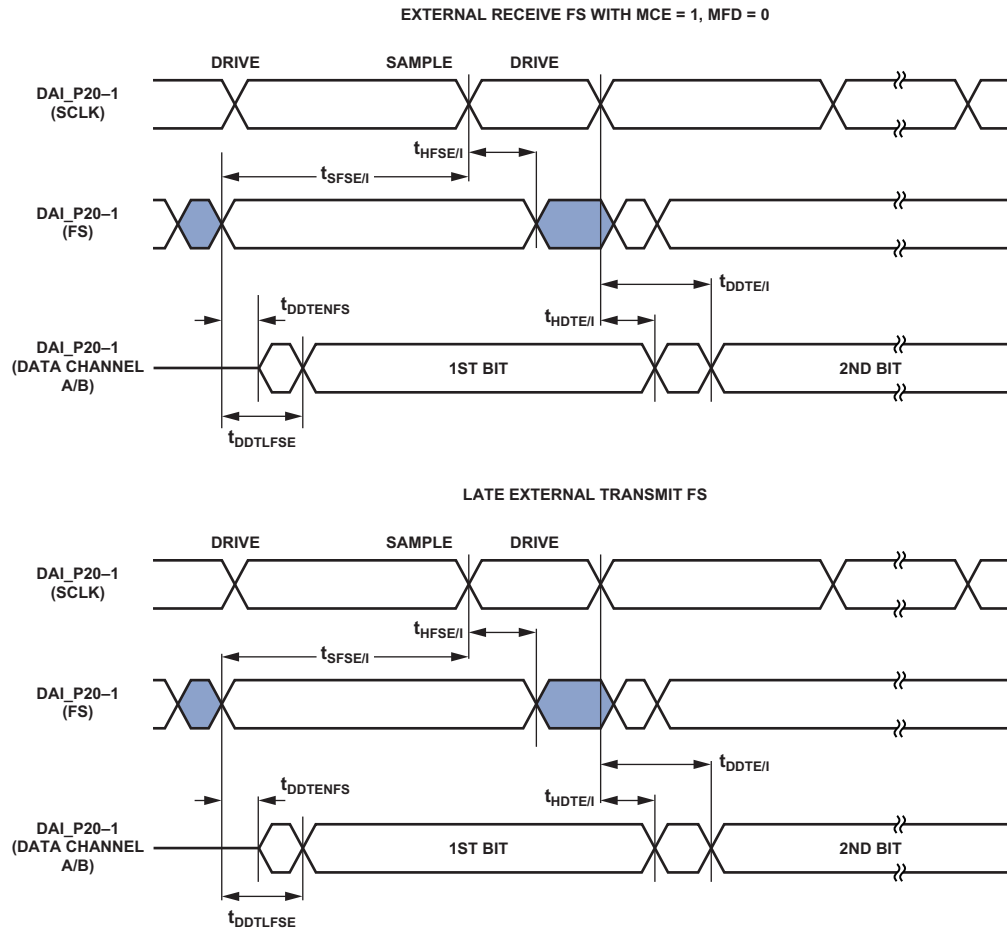 EXTERNAL RECEIVE FS WITH MCE = 1, MFD = 0
DRIVE SAMPLE DRIVE
DAI_P20–1
(SCLK)
tHFSE/I
tSFSE/I
DAI_P20–1
(FS)
tDDTE/I
tDDTENFS
tHDTE/I
DAI_P20–1
(DATA CHANNEL
A/B)
1ST BIT 2ND BIT
tDDTLFSE
LATE EXTERNAL TRANSMIT FS
DRIVE SAMPLE DRIVE
DAI_P20–1
(SCLK)
tHFSE/I
tSFSE/I
DAI_P20–1
(FS)
tDDTE/I
tDDTENFS
tHDTE/I
DAI_P20–1
(DATA CHANNEL
A/B)
1ST BIT 2ND BIT
tDDTLFSE